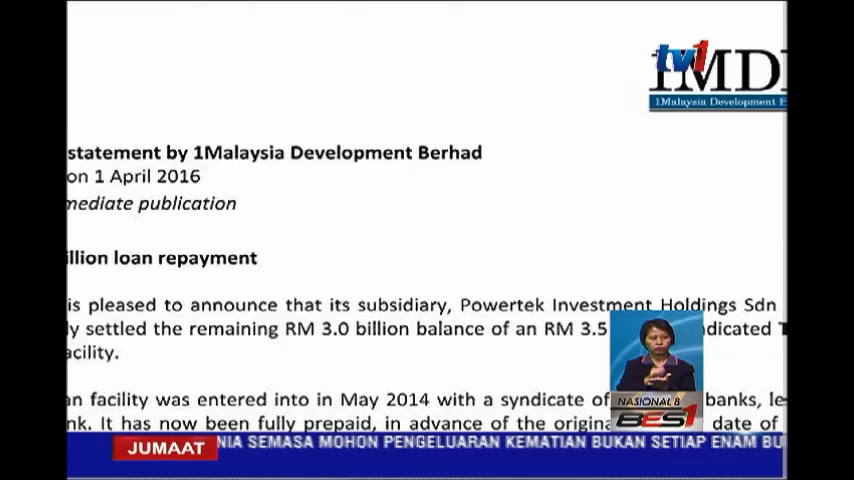 tv1
1MDB
1Malaysia Development
statement by 1Malaysia Development Berhad
on 1 April 2016
mediate publication
illion loan repayment
is pleased to announce that its subsidiary, Powertek Investment Holdings Sdn
ly settled the remaining RM 3.0 billion balance of an RM 3.5 ndicated T
acility.
an facility was entered into in May 2014 with a syndicate of banks, le
nk. It has now been fully prepaid, in advance of the origina date of
NASIONAL 8
BES1
JUMAAT
NIA SEMASA MOHON PENGELUARAN KEMATIAN BUKAN SETIAP ENAM BU